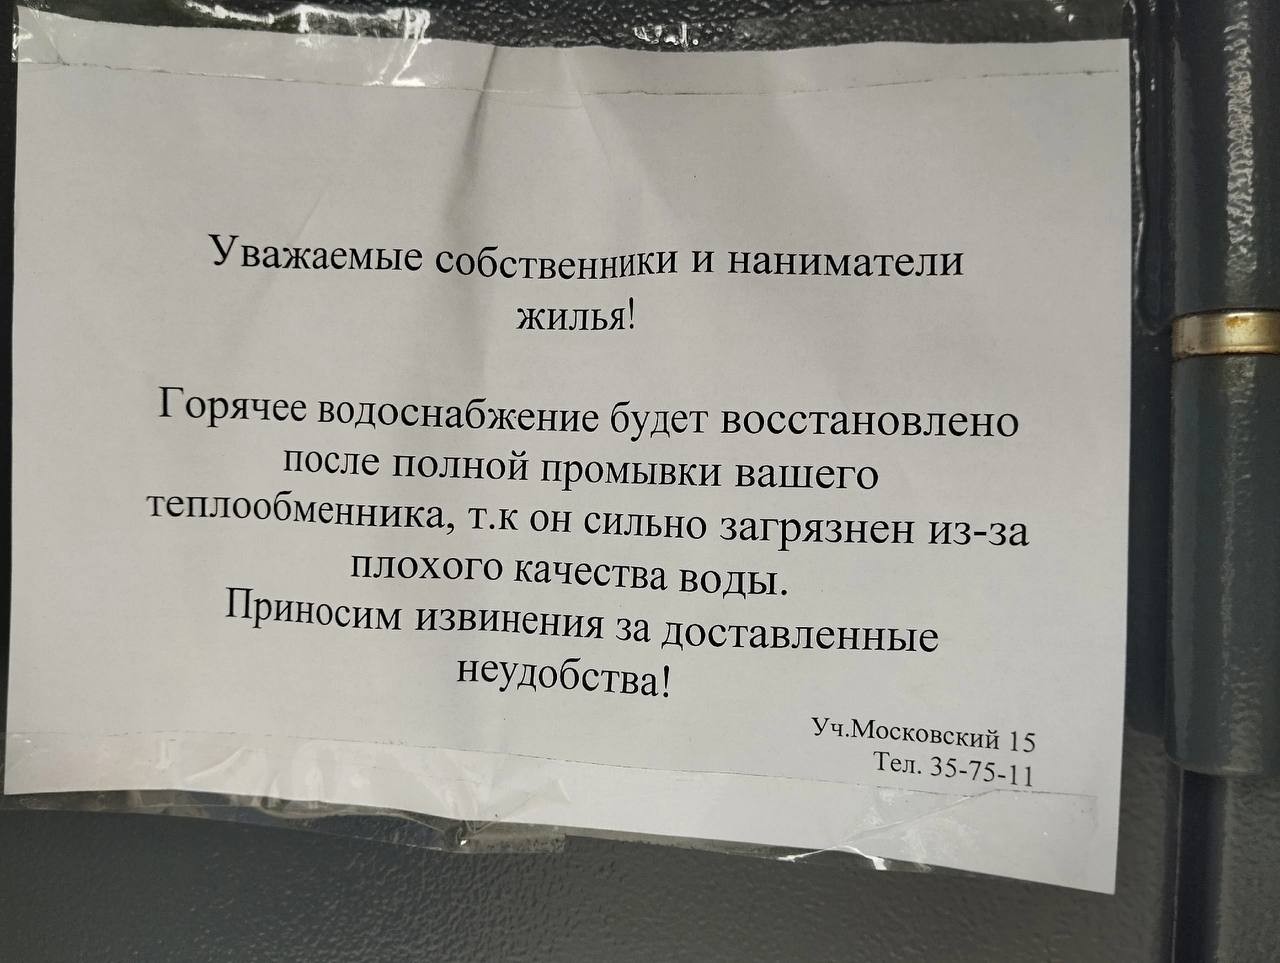 Уважаемые собственники и наниматели
жилья!
Горячее водоснабжение будет восстановлено
после полной промывки вашего
теплообменника, т.к он сильно загрязнен из-за
плохого качества воды.
Приносим извинения за доставленные
неудобства!
Уч.Московский 15
Тел. 35-75-11